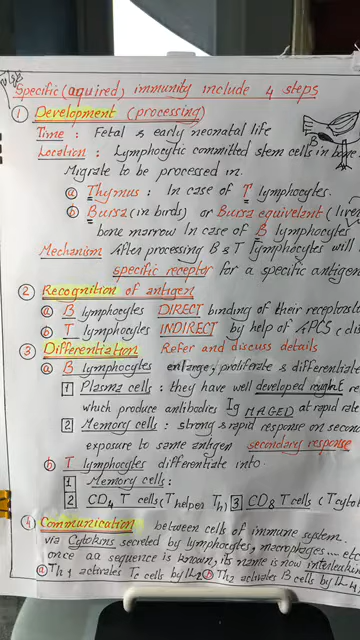 Specific (aquired) immunity include 4 steps
① Development (processing)
Time : Fetal & early neonatal life
Location : Lymphocytic committed stem cells in bone
Migrate to be processed in.
ⓐ Thymus : In case of T lymphocytes.
ⓑ Bursa (in birds) or Bursa equivelant (live
bone marrow In case of B lymphocytes
Mechanism After processing B & T lymphocytes will
specific receptor for a specific antigen
② Recognition of antigen
ⓐ B lymphocytes DIRECT binding of their receptors
ⓑ T lymphocytes INDIRECT by help of APCS
③ Differentiation Refer and discuss details
ⓐ B lymphocytes enlarge, proliferate & differentiate
1 Plasma cells : they have well developed
which produce antibodies Ig MAGED at rapid rate
2 Memory cells : strong & rapid response on second
exposure to same antigen secondary response
ⓑ T lymphocytes differentiate into
1 Memory cells :
2 CD4 T cells (T helper Th) 3 CD8 T cells (T cyto
④ Communication between cells of immune system.
via Cytokins secreted by lymphocytes, macrophages.... etc
once aa sequence is known, its name is now interleukin
ⓐ Th1 activates Tc cells by IL2 ⓑ Th2 activates B cells by IL4,